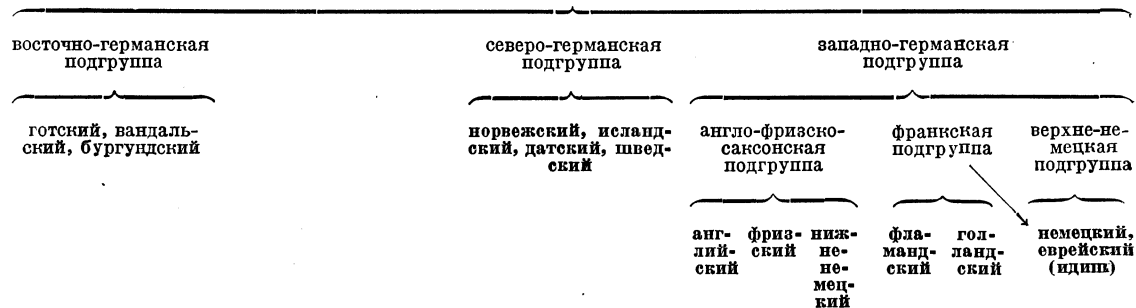 восточно-германская
подгруппа
северо-германская
подгруппа
западно-германская
подгруппа
готский, вандаль-
ский, бургундский
норвежский, исланд-
ский, датский, швед-
ский
англо-фризско-
саксонская
подгруппа
франкская
подгруппа
верхне-не-
мецкая
подгруппа
анг-
лий-
ский
фриз-
ский
ниж-
не-
не-
мец-
кий
фла-
манд-
ский
гол-
ланд-
ский
немецкий,
еврейский
(идиш)